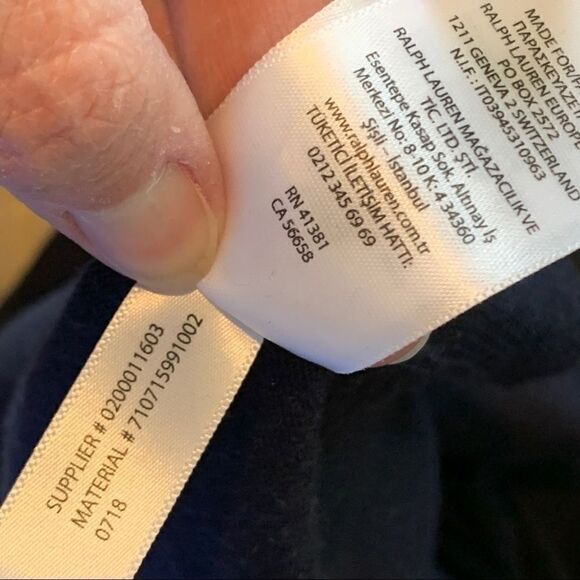 MADE FOR/
ΠΑΡΑΣΚΕΥΖΕ
RALPH LAUREN EUROPE
PO BOX 2572
1211 GENEVA 2 SWITZERLAND
N.I.F.: IT03945310963
RALPH LAUREN MAĞAZACILIK VE
TİC. LTD. ŞTİ.
Esentepe Kasap Sok. Altınay İş
Merkezi No: 8-10 K: 4 34360
Şişli – İstanbul
www.ralphlauren.com.tr
TÜKETİCİ İLETİŞİM HATTI:
0212 345 69 69
RN 41381
CA 56658
SUPPLIER # 0200011603
MATERIAL # 710715991002
0718